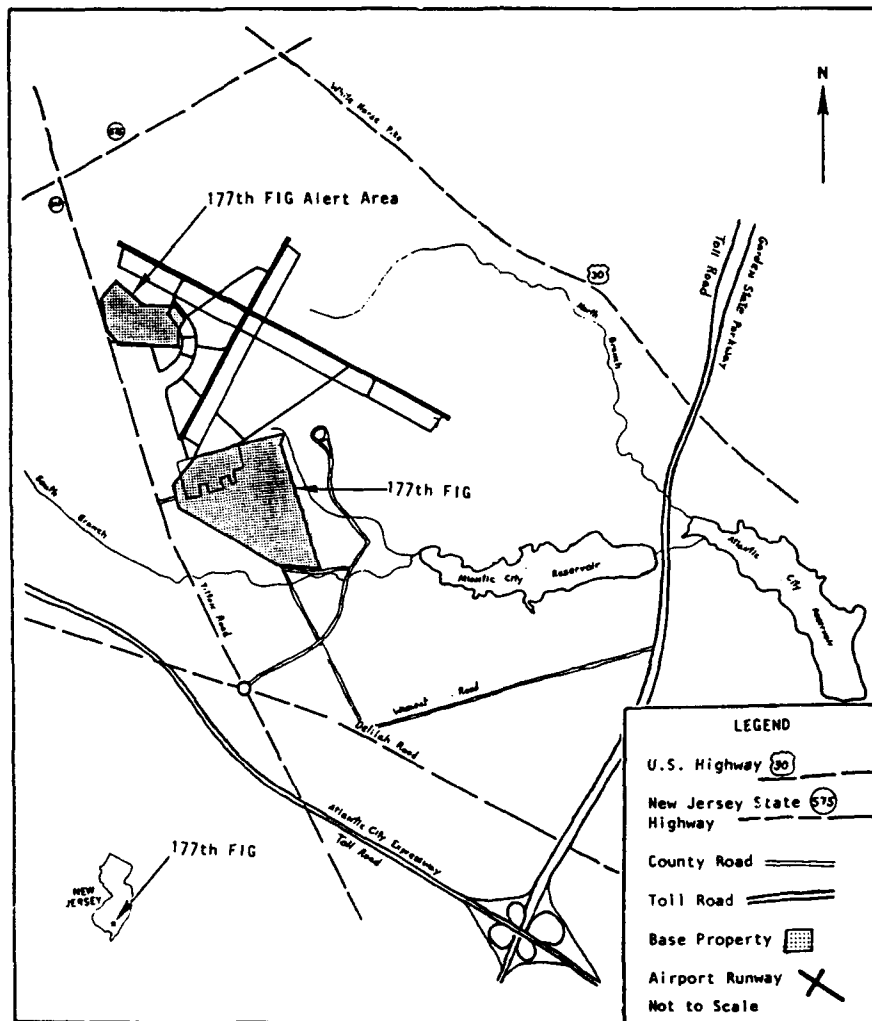 White Horse Pike
N
575
177th FIG Alert Area
30
Toll Road
Garden State Parkway
North
Branch
177th FIG
South
Branch
Atlantic City Reservoir
Atlantic
City
Reservoir
Tilton Road
Wescoat Road
Delilah Road
Atlantic City Expressway
Toll Road
177th FIG
NEW
JERSEY
LEGEND
U.S. Highway 30
New Jersey State 575
Highway
County Road
Toll Road
Base Property
Airport Runway
Not to Scale